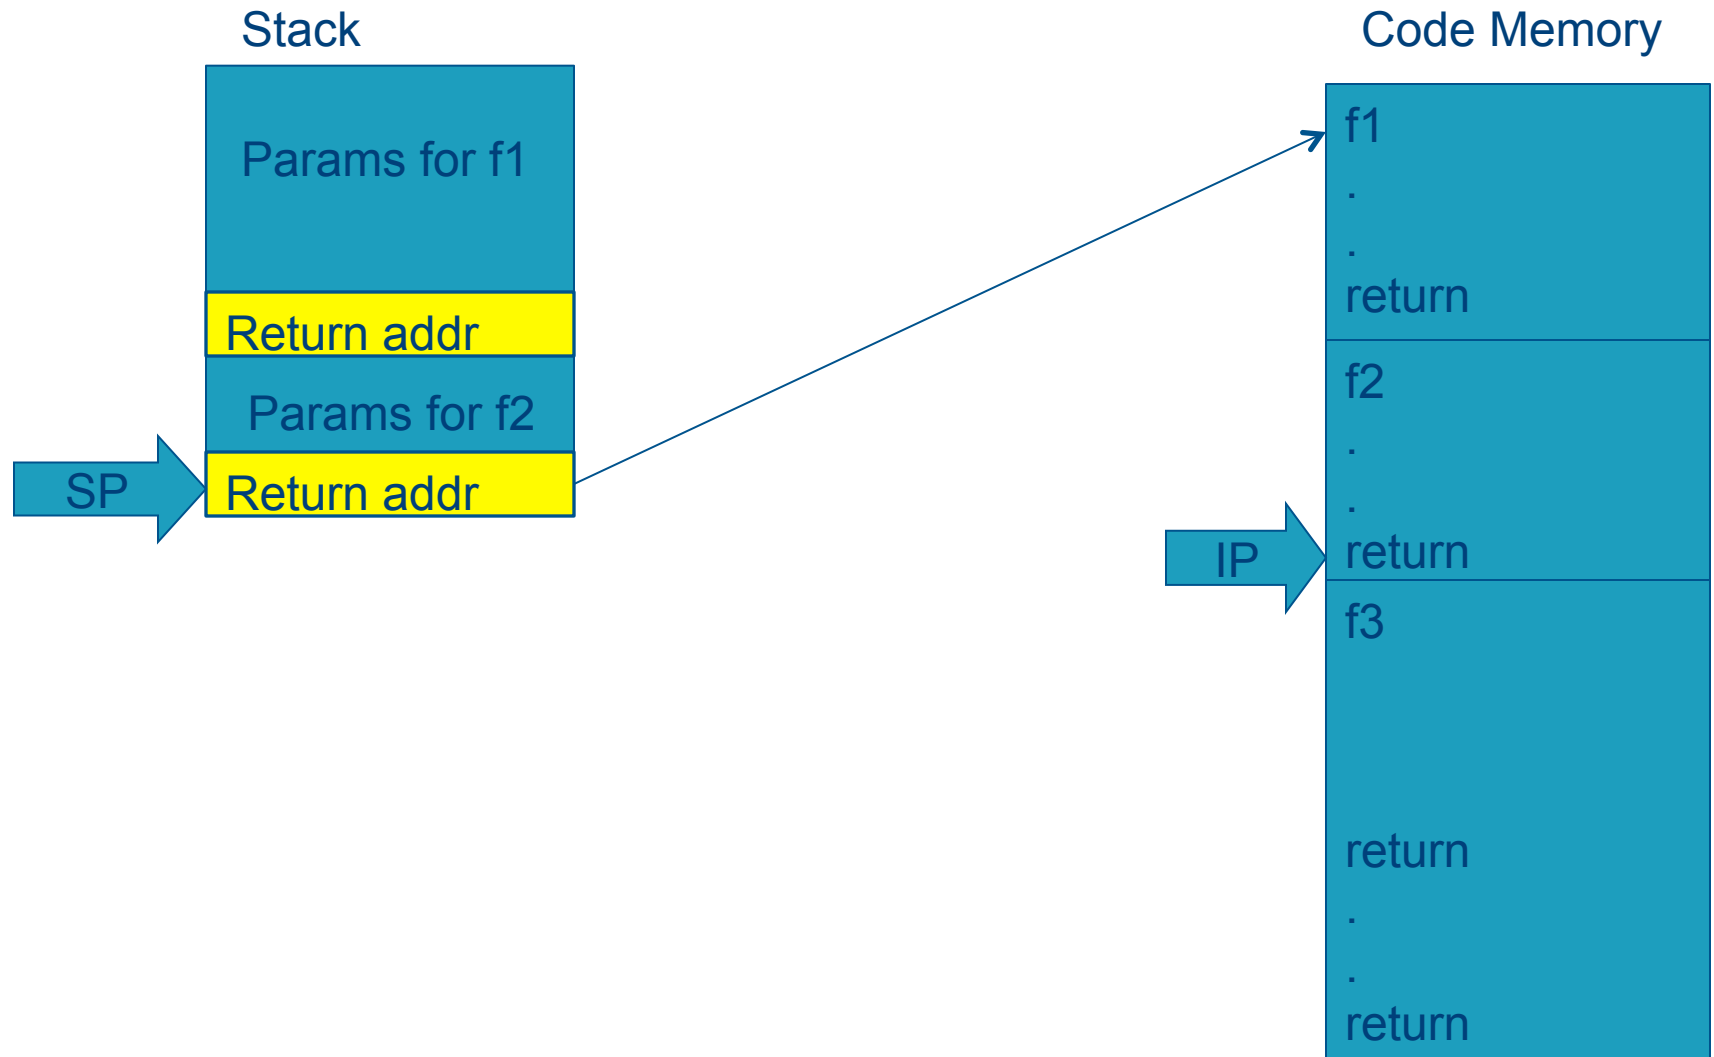 Stack
Params for f1
Return addr
Params for f2
SP
Return addr
Code Memory
f1
.
.
return
f2
.
.
IP
return
f3
return
.
.
return